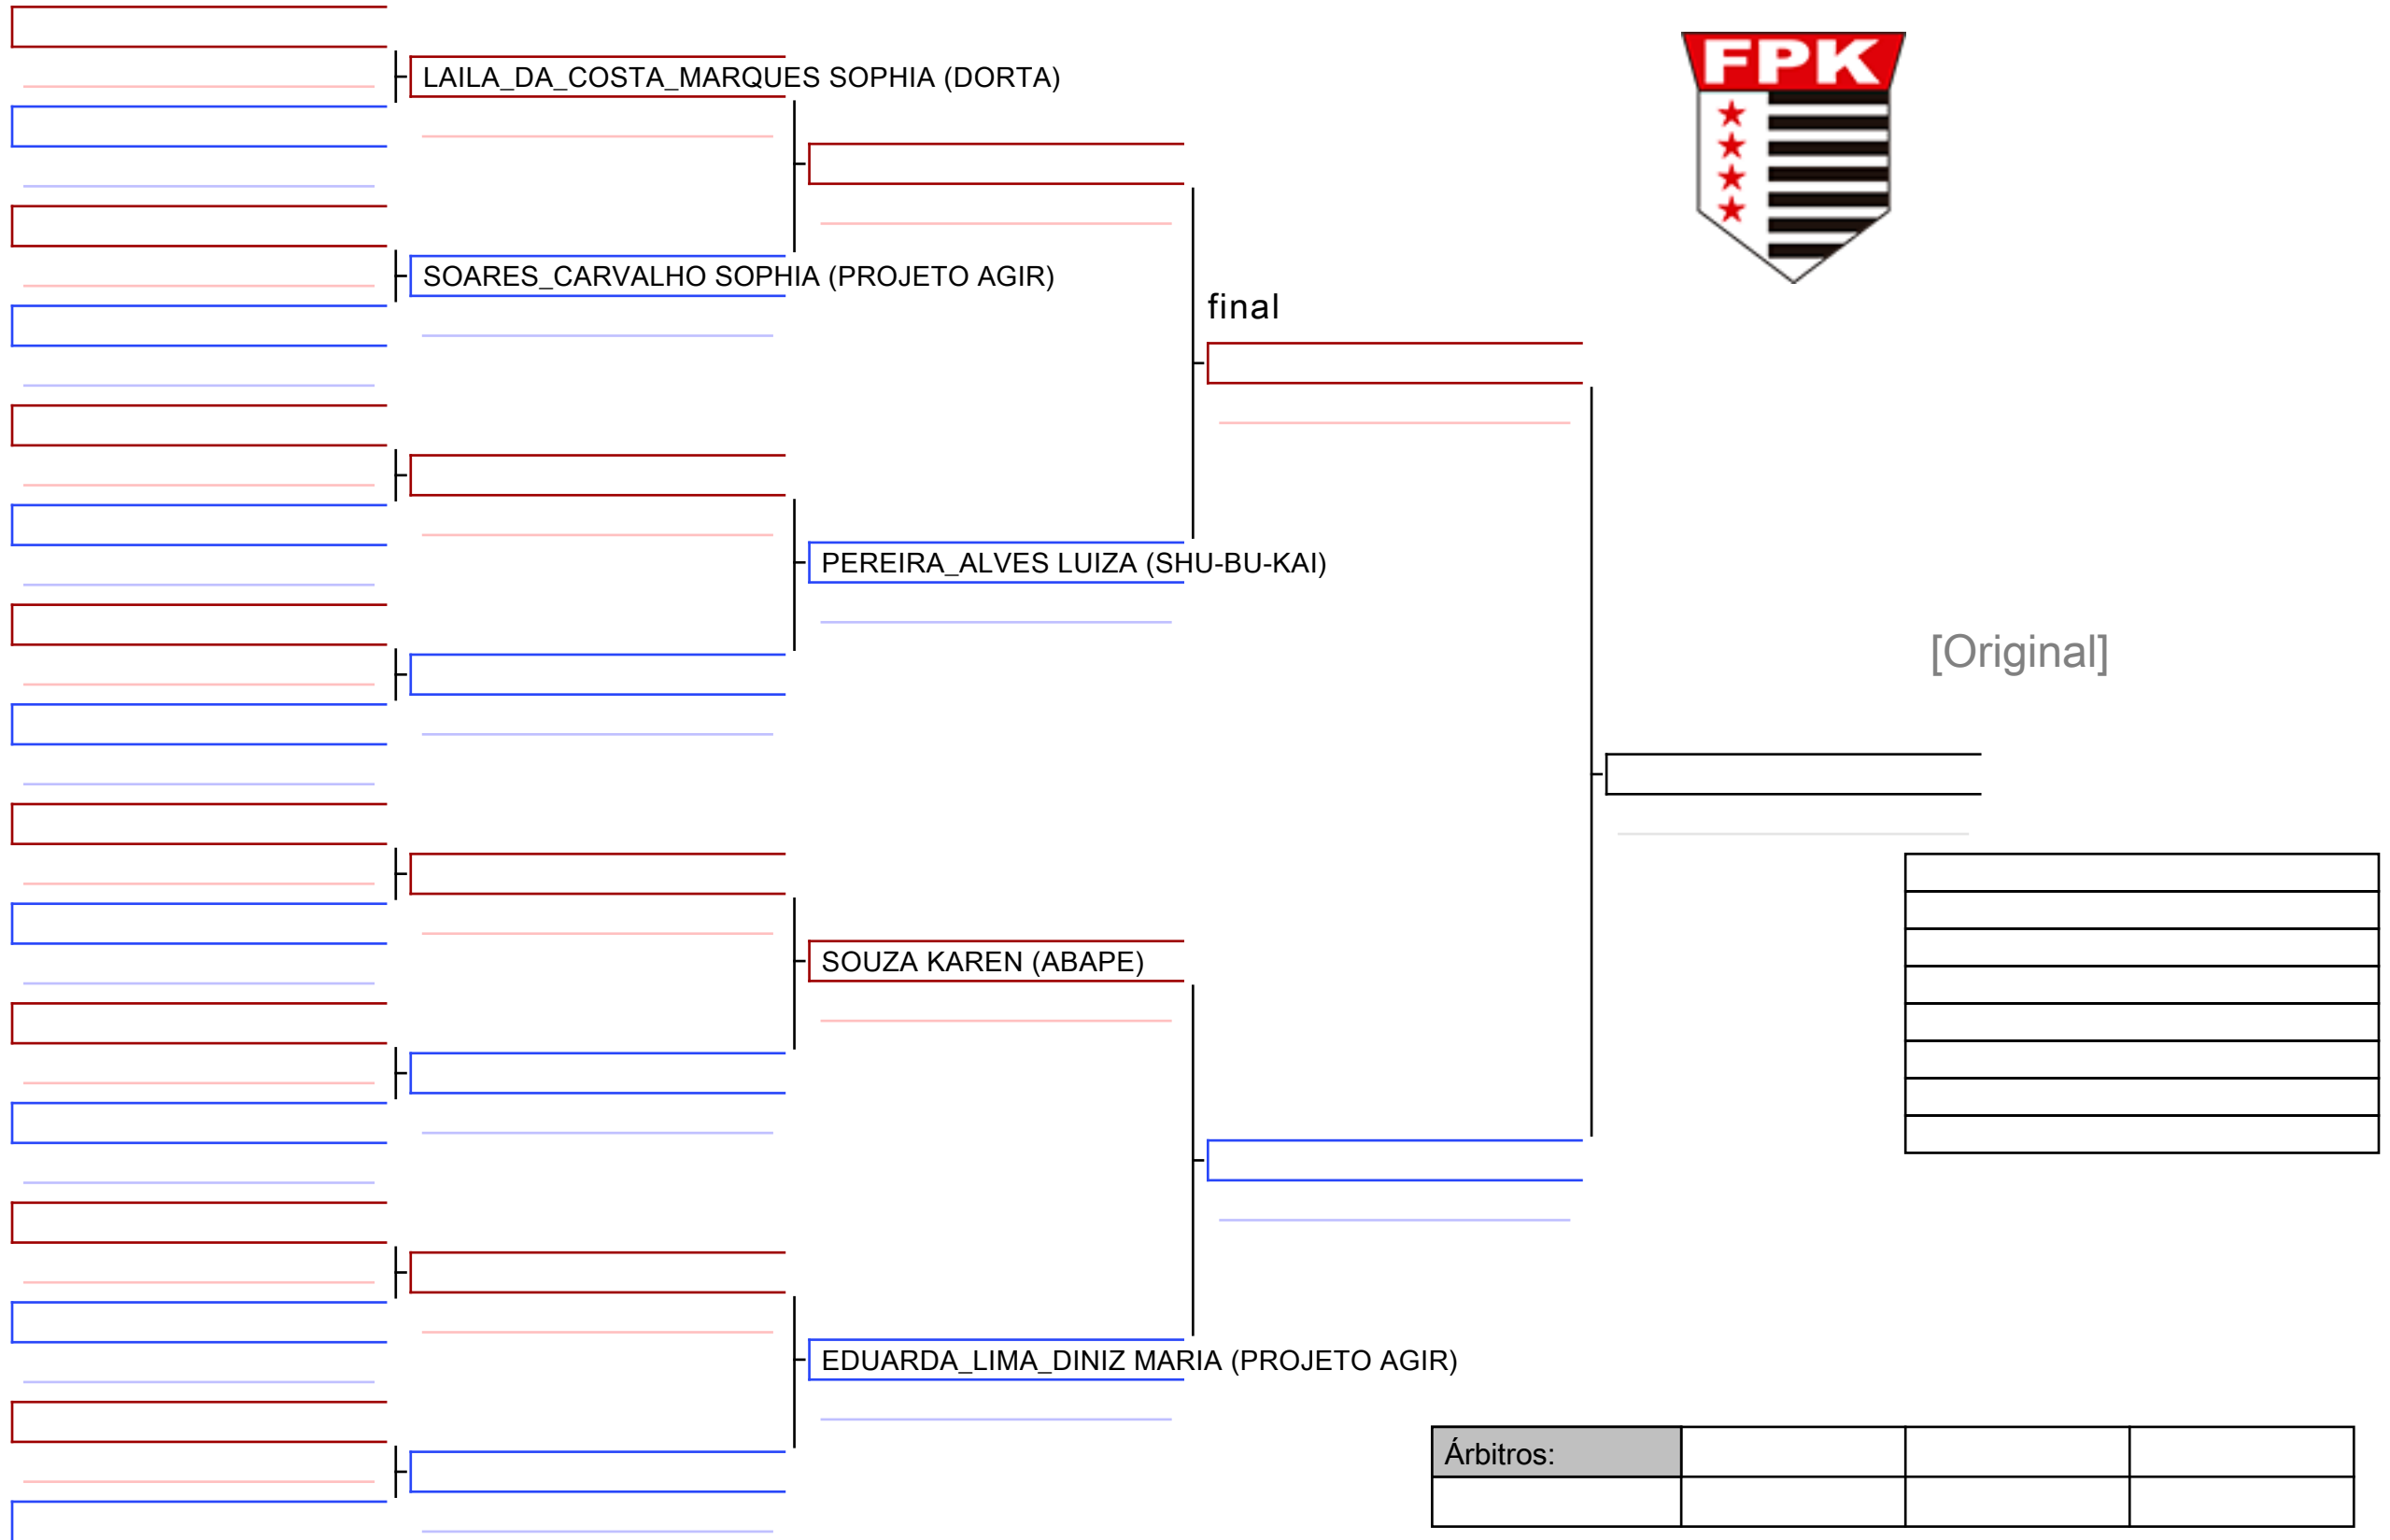 FPK
LAILA_DA_COSTA_MARQUES SOPHIA (DORTA)
SOARES_CARVALHO SOPHIA (PROJETO AGIR)
final
PEREIRA_ALVES LUIZA (SHU-BU-KAI)
[Original]
SOUZA KAREN (ABAPE)
EDUARDA_LIMA_DINIZ MARIA (PROJETO AGIR)
Árbitros: